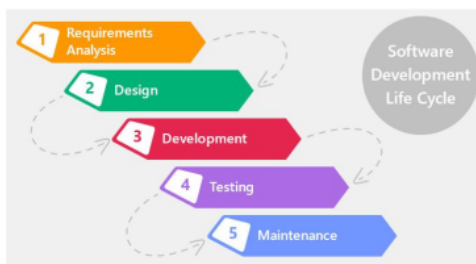 1
Requirements
Analysis
Software
Development
Life Cycle
2
Design
3
Development
4
Testing
5
Maintenance